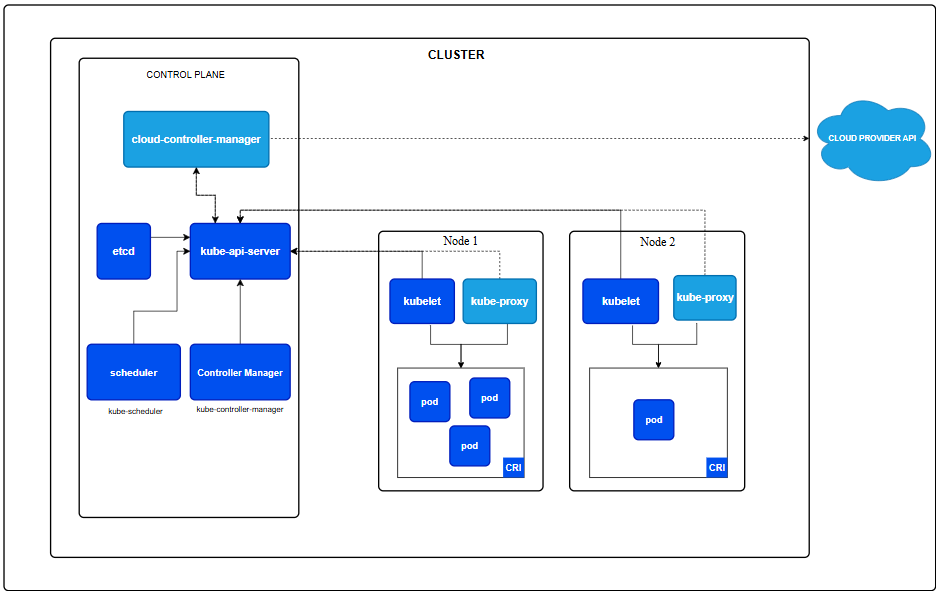 CLUSTER
CONTROL PLANE
cloud-controller-manager
CLOUD PROVIDER API
etcd
kube-api-server
Node 1
Node 2
kubelet
kube-proxy
kubelet
kube-proxy
scheduler
Controller Manager
kube-scheduler
kube-controller-manager
pod
pod
pod
CRI
pod
CRI